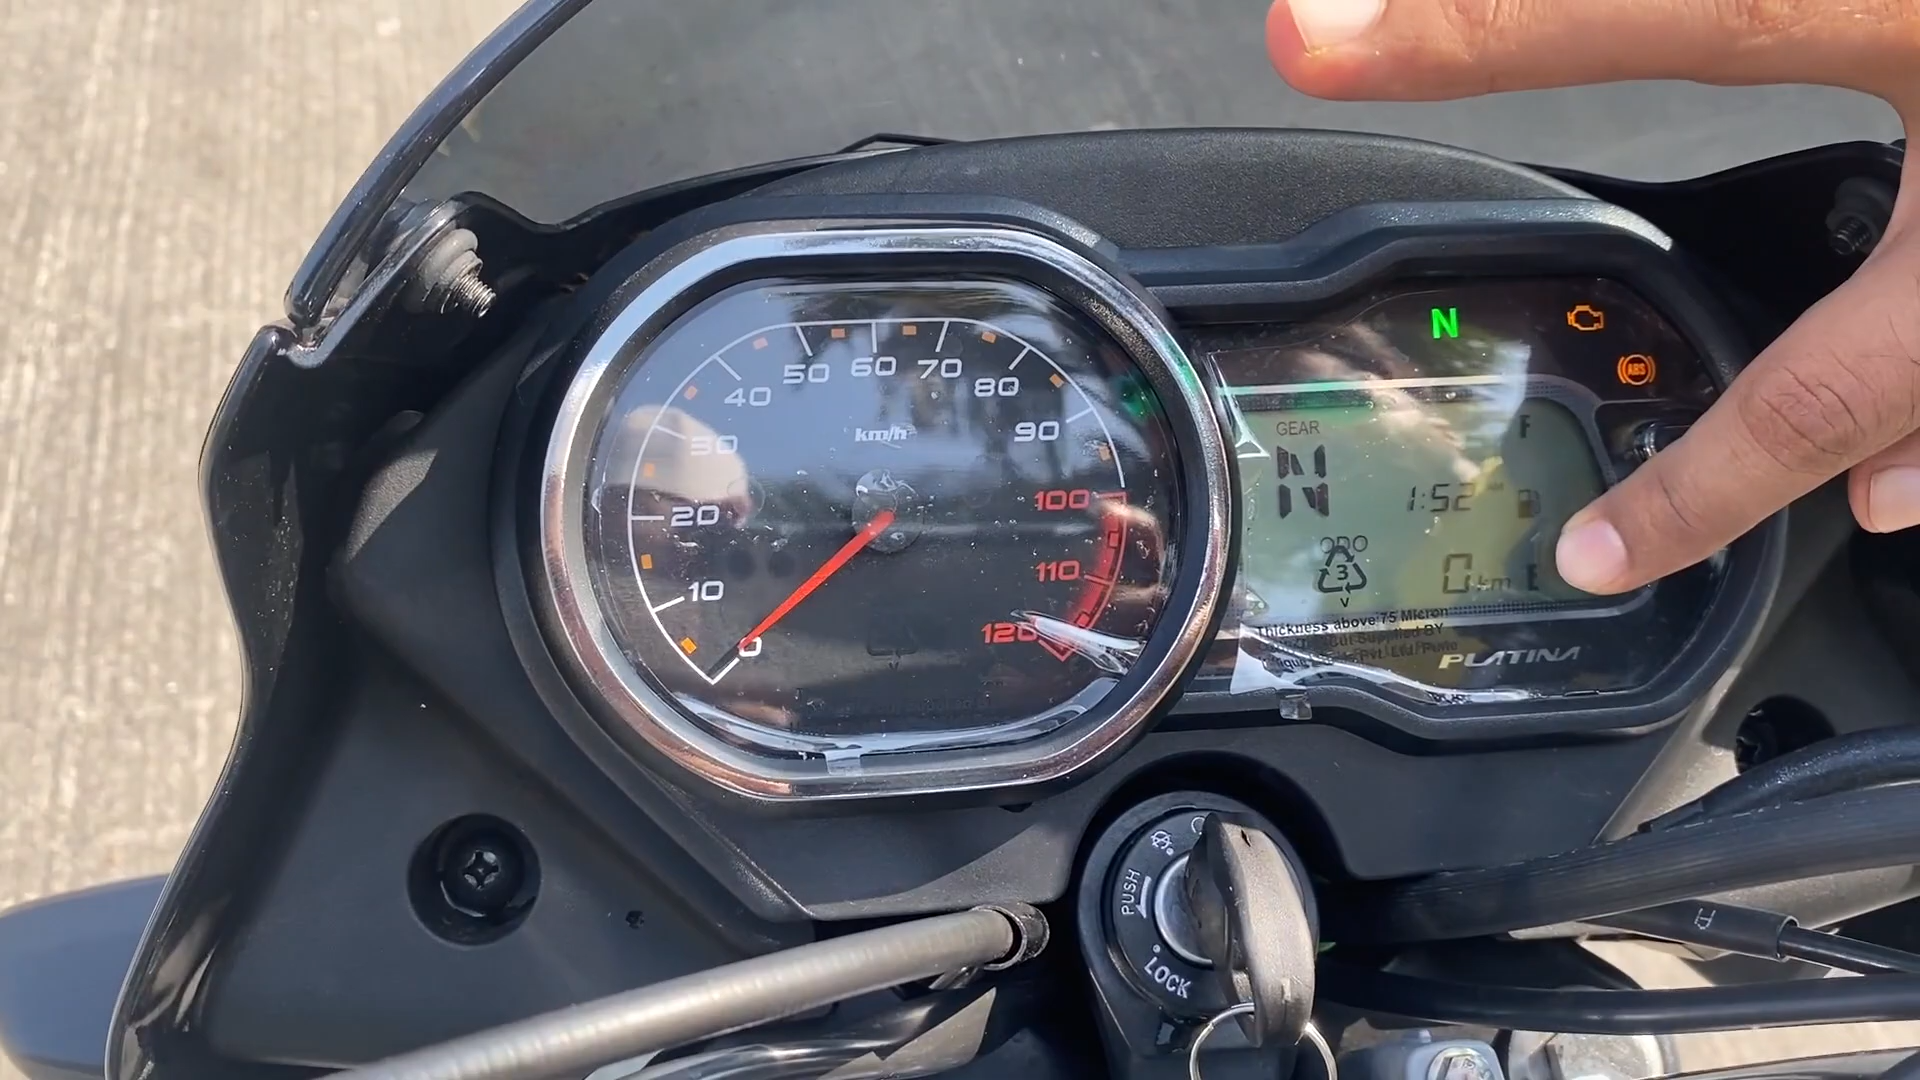 50 60 70
40 80
30 km/h 90
20 100
10 110
0 120
N
ABS
GEAR F
N
1:52
ODO
3
0 km E
V
Thickness above 75 Micron
PLATINA
PUSH
LOCK